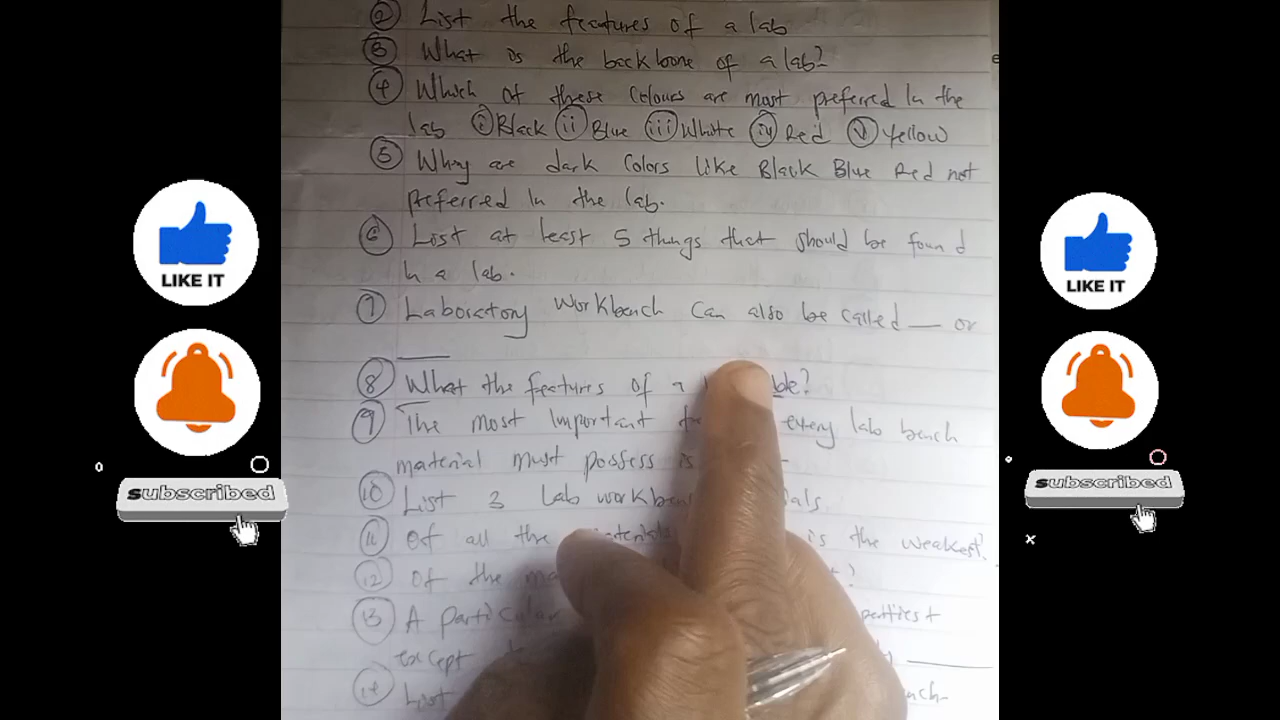 ② List the features of a lab
③ What is the backbone of a lab?
④ Which of these colours are most preferred In the
lab ⓘ Black ⅱ Blue ⅲ White ⅳ Red ⅴ Yellow
⑤ Why are dark Colors like Black Blue Red not
preferred In the lab.
⑥ List at least 5 things that should be found
In a lab.
⑦ Laboratory Workbench Can also be called — or
⑧ What the features of a
⑨ The most Important every lab bench
material must possess is
⑩ List 3 Lab
⑪ Of all the is the weakest?
⑫ Of the
⑬ A particular
except
⑭ List
LIKE IT
subscribed
LIKE IT
subscribed